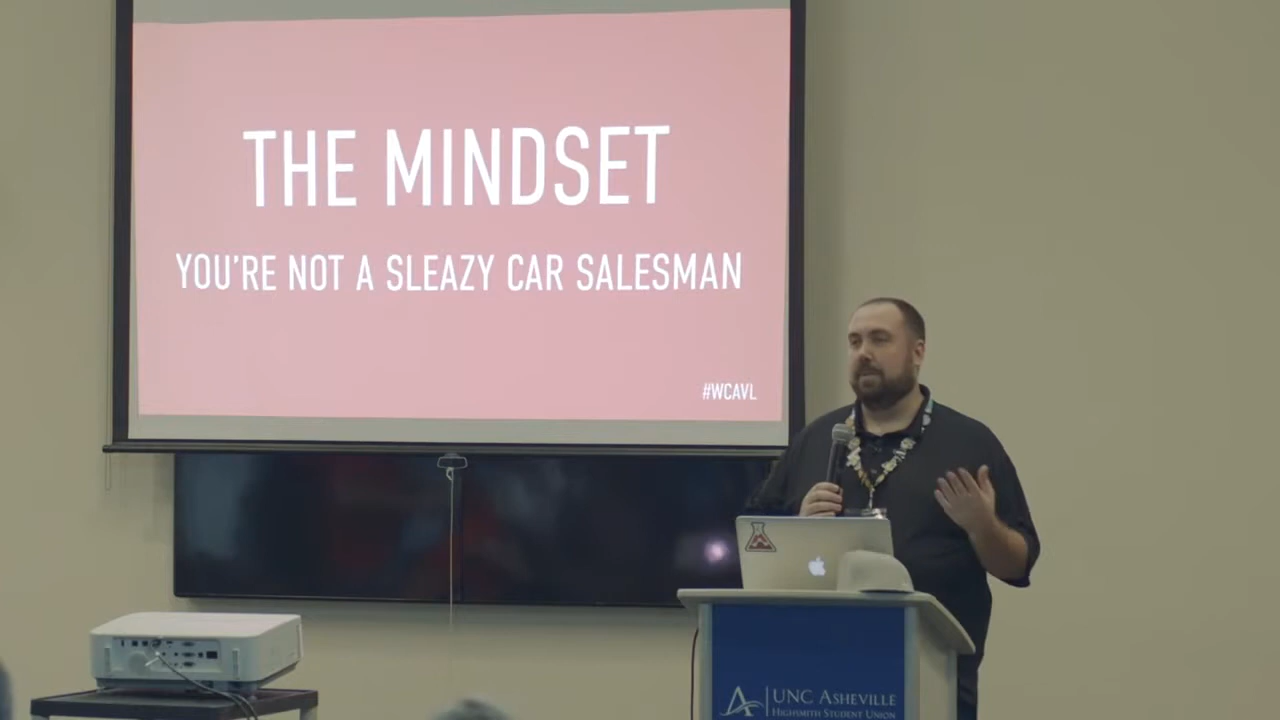 THE MINDSET
YOU'RE NOT A SLEAZY CAR SALESMAN
#WCAVL
UNC ASHEVILLE
HIGHSMITH STUDENT UNION